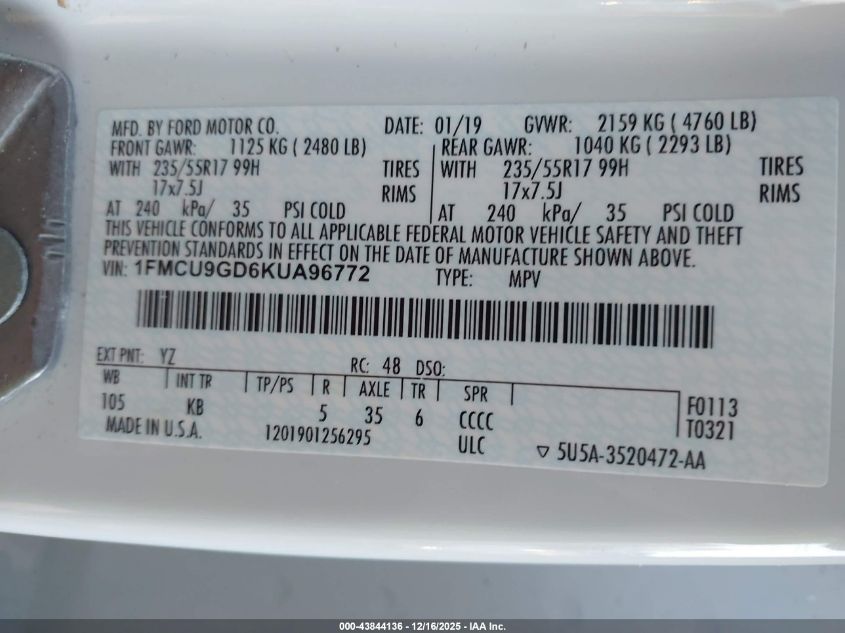 MFD. BY FORD MOTOR CO. DATE: 01/19 GVWR: 2159 KG ( 4760 LB)
FRONT GAWR: 1125 KG ( 2480 LB) REAR GAWR: 1040 KG ( 2293 LB)
WITH 235/55R17 99H TIRES WITH 235/55R17 99H TIRES
17x7.5J RIMS 17x7.5J RIMS
AT 240 kPa/ 35 PSI COLD AT 240 kPa/ 35 PSI COLD
THIS VEHICLE CONFORMS TO ALL APPLICABLE FEDERAL MOTOR VEHICLE SAFETY AND THEFT
PREVENTION STANDARDS IN EFFECT ON THE DATE OF MANUFACTURE SHOWN ABOVE.
VIN: 1FMCU9GD6KUA96772 TYPE: MPV
EXT PNT: YZ RC: 48 DSO:
WB INT TR TP/PS R AXLE TR SPR
105 KB 5 35 6 CCCC F0113
MADE IN U.S.A. 1201901256295 ULC T0321
5U5A-3520472-AA
000-43844136 - 12/16/2025 - IAA Inc.